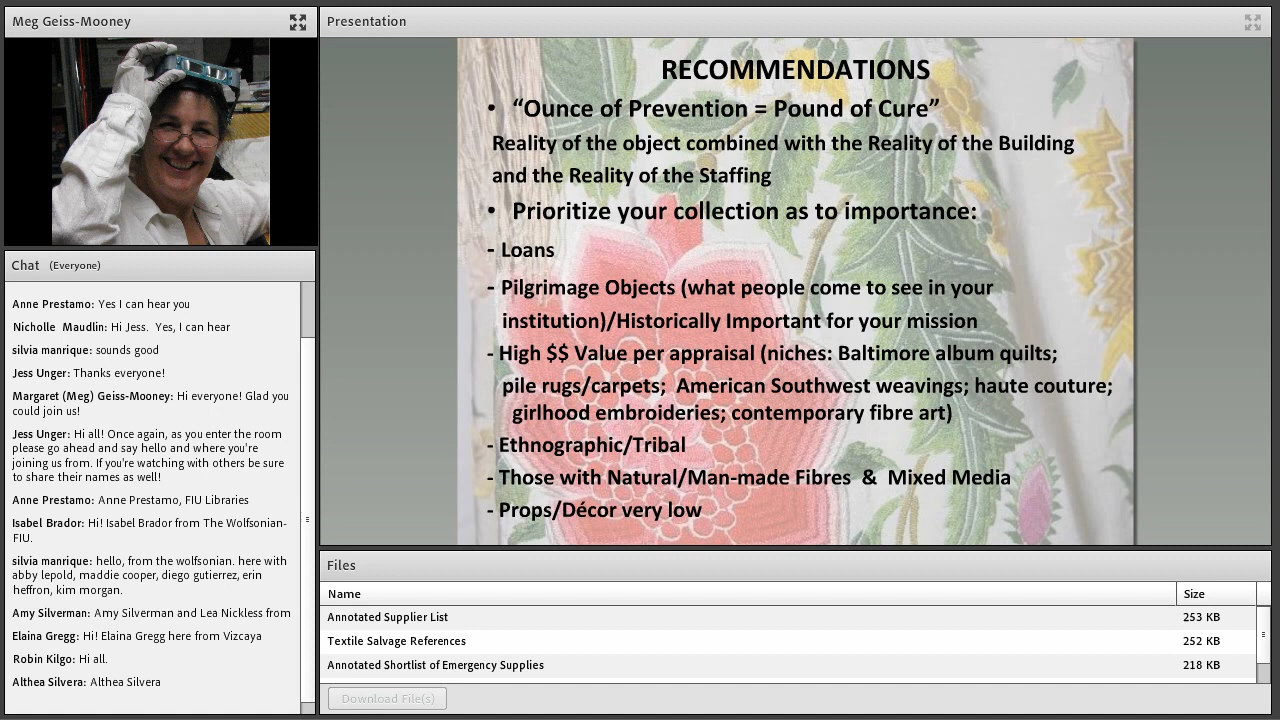 Meg Geiss-Mooney
Chat (Everyone)
Anne Prestamo: Yes I can hear you
Nicholle Maudlin: Hi Jess. Yes, I can hear
silvia manrique: sounds good
Jess Unger: Thanks everyone!
Margaret (Meg) Geiss-Mooney: Hi everyone! Glad you
could join us!
Jess Unger: Hi all! Once again, as you enter the room
please go ahead and say hello and where you're
joining us from. If you're watching with others be sure
to share their names as well!
Anne Prestamo: Anne Prestamo, FIU Libraries
Isabel Brador: Hi! Isabel Brador from The Wolfsonian-
FIU.
silvia manrique: hello, from the wolfsonian. here with
abby lepold, maddie cooper, diego gutierrez, erin
heffron, kim morgan.
Amy Silverman: Amy Silverman and Lea Nickless from
Elaina Gregg: Hi! Elaina Gregg here from Vizcaya
Robin Kilgo: Hi all.
Althea Silvera: Althea Silvera
Presentation
RECOMMENDATIONS
• “Ounce of Prevention = Pound of Cure”
Reality of the object combined with the Reality of the Building
and the Reality of the Staffing
• Prioritize your collection as to importance:
- Loans
- Pilgrimage Objects (what people come to see in your
institution)/Historically Important for your mission
- High $$ Value per appraisal (niches: Baltimore album quilts;
pile rugs/carpets; American Southwest weavings; haute couture;
girlhood embroideries; contemporary fibre art)
- Ethnographic/Tribal
- Those with Natural/Man-made Fibres & Mixed Media
- Props/Décor very low
Files
Name Size
Annotated Supplier List 253 KB
Textile Salvage References 252 KB
Annotated Shortlist of Emergency Supplies 218 KB
Download File(s)